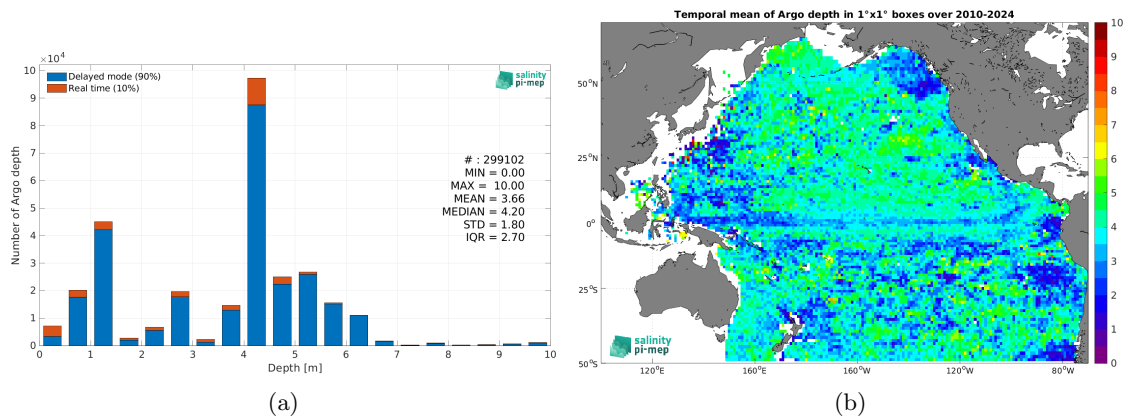 ×10⁴
Number of Argo depth
10
9
8
7
6
5
4
3
2
1
0
Delayed mode (90%)
Real time (10%)
salinity
pi-mep
# : 299102
MIN = 0.00
MAX = 10.00
MEAN = 3.66
MEDIAN = 4.20
STD = 1.80
IQR = 2.70
0 1 2 3 4 5 6 7 8 9 10
Depth [m]
(a)
Temporal mean of Argo depth in 1°x1° boxes over 2010-2024
50°N
25°N
0°
25°S
50°S
salinity
pi-mep
120°E 160°E 160°W 120°W 80°W
10
9
8
7
6
5
4
3
2
1
0
(b)